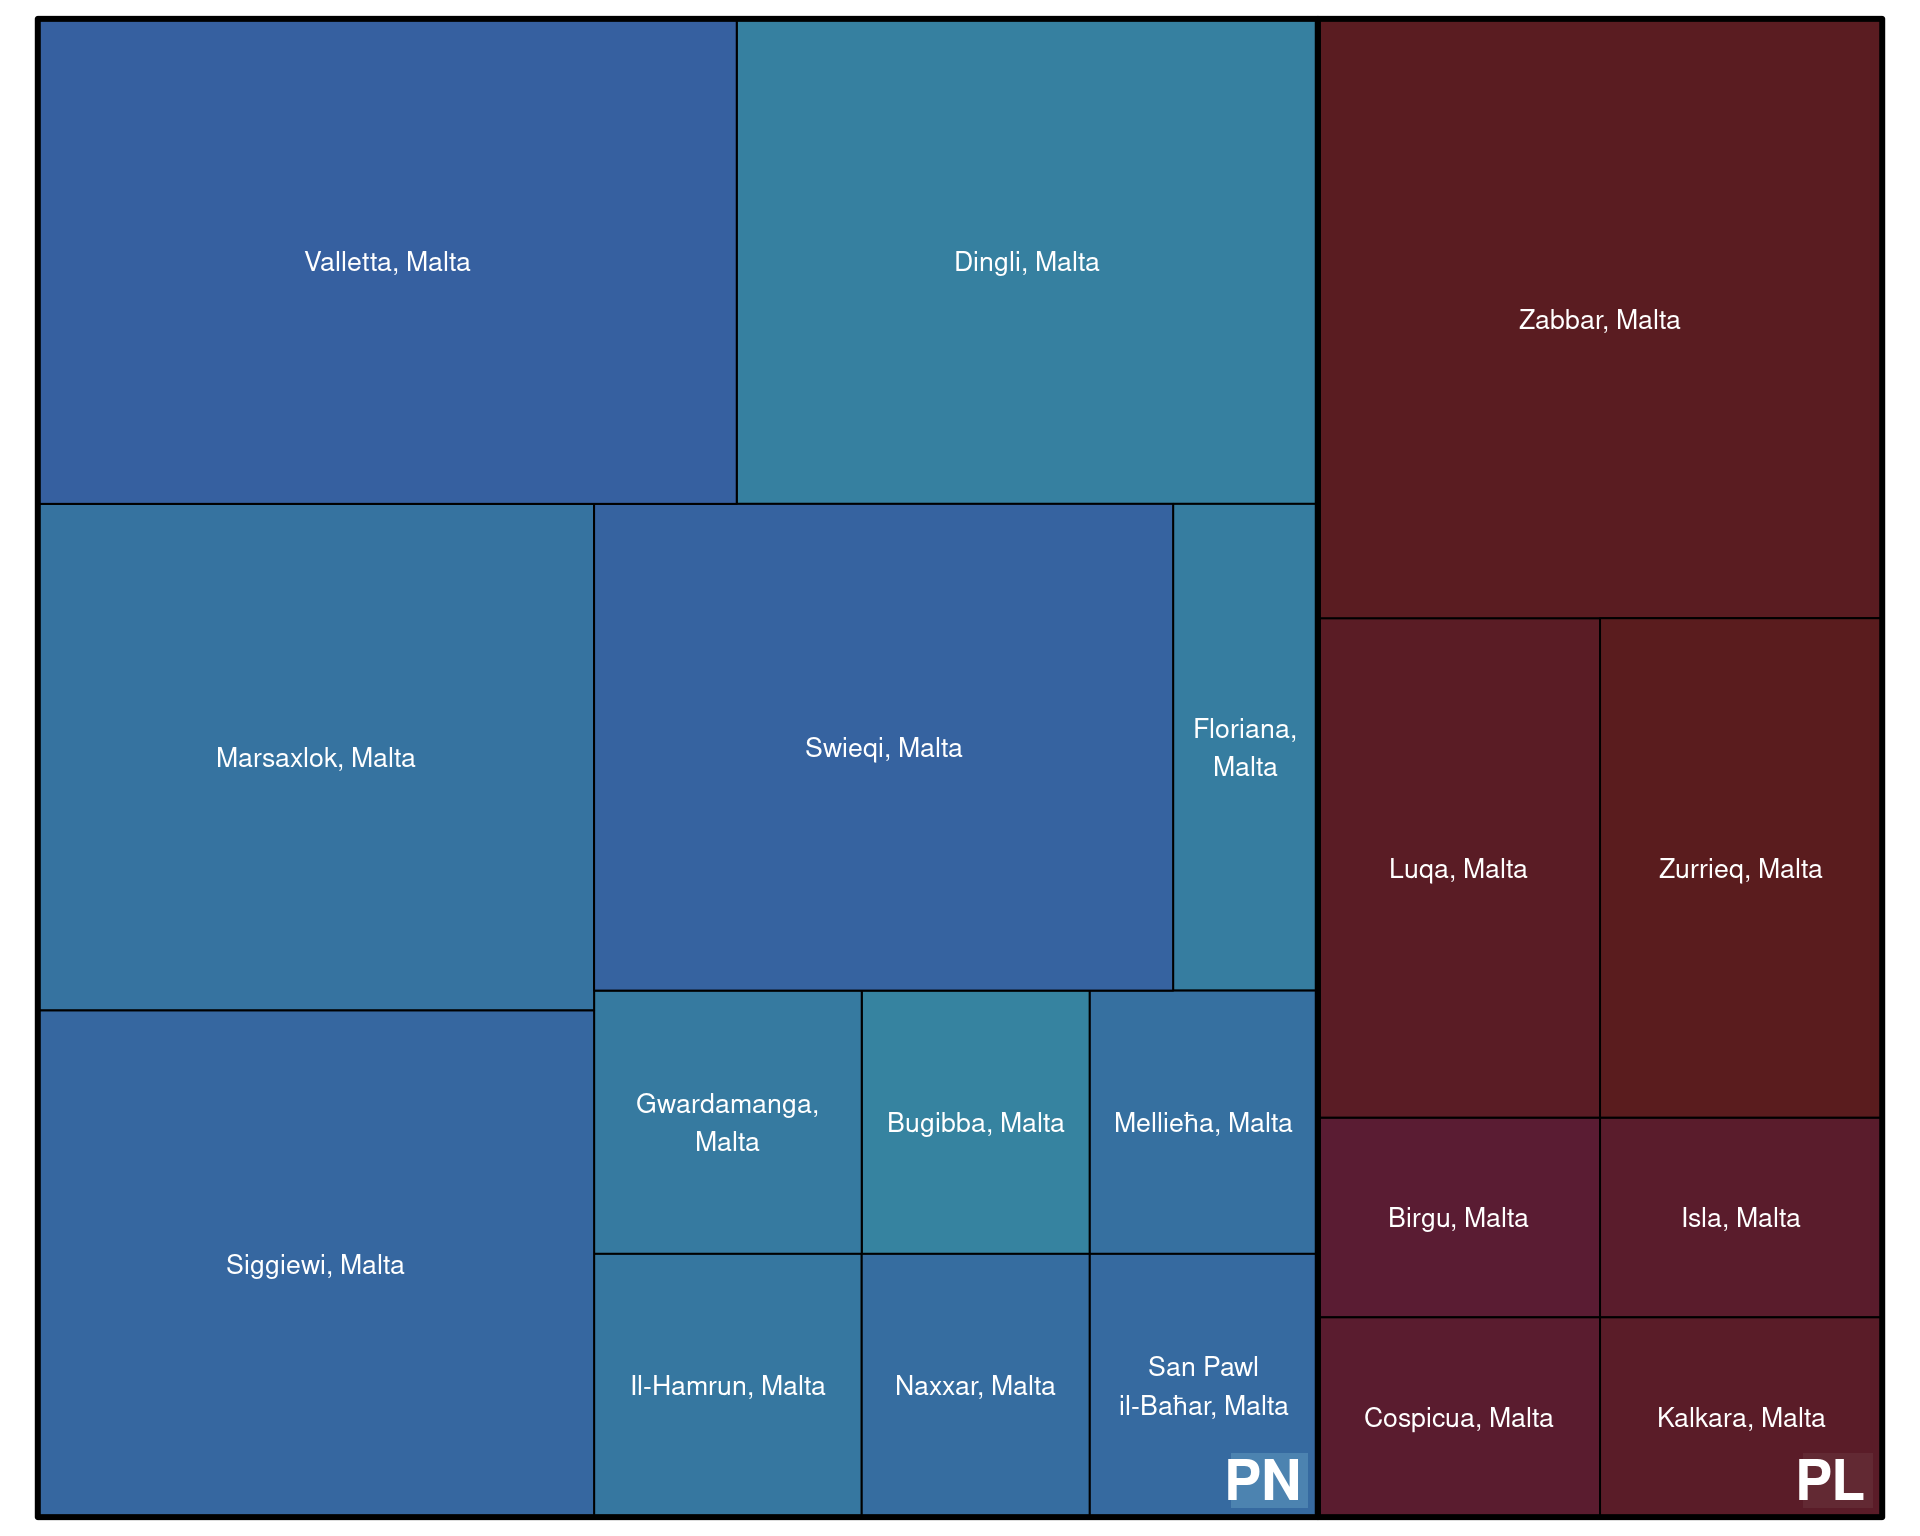 Valletta, Malta
Dingli, Malta
Zabbar, Malta
Marsaxlok, Malta
Swieqi, Malta
Floriana,
Malta
Luqa, Malta
Zurrieq, Malta
Siggiewi, Malta
Gwardamanga,
Malta
Bugibba, Malta
Mellieħa, Malta
Birgu, Malta
Isla, Malta
Il-Hamrun, Malta
Naxxar, Malta
San Pawl
il-Baħar, Malta
Cospicua, Malta
Kalkara, Malta
PN
PL